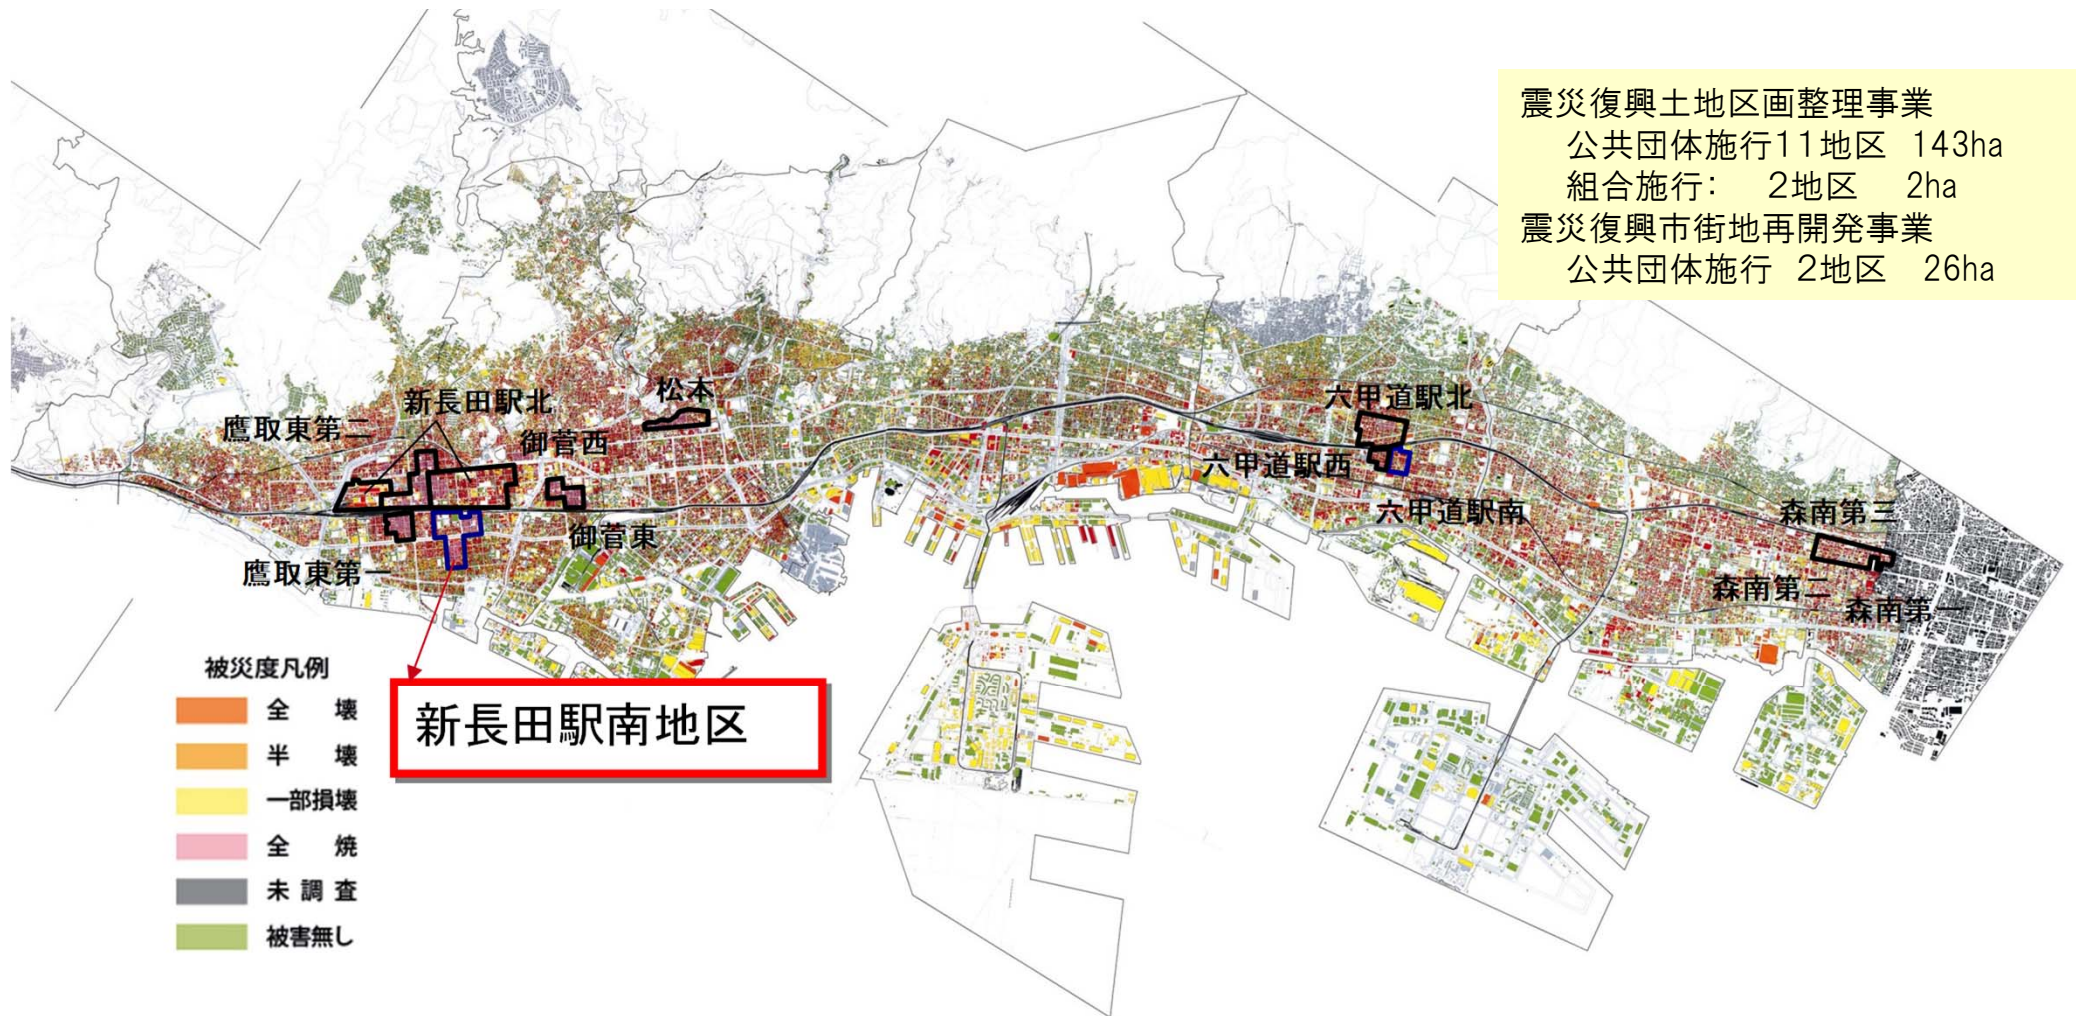 震災復興土地区画整理事業
公共団体施行11地区 143ha
組合施行： 2地区 2ha
震災復興市街地再開発事業
公共団体施行 2地区 26ha
松本
新長田駅北
鷹取東第二
御菅西
六甲道駅北
六甲道駅西
六甲道駅南
森南第三
御菅東
鷹取東第一
森南第二
森南第一
新長田駅南地区
被災度凡例
全 壊
半 壊
一部損壊
全 焼
未 調 査
被害無し